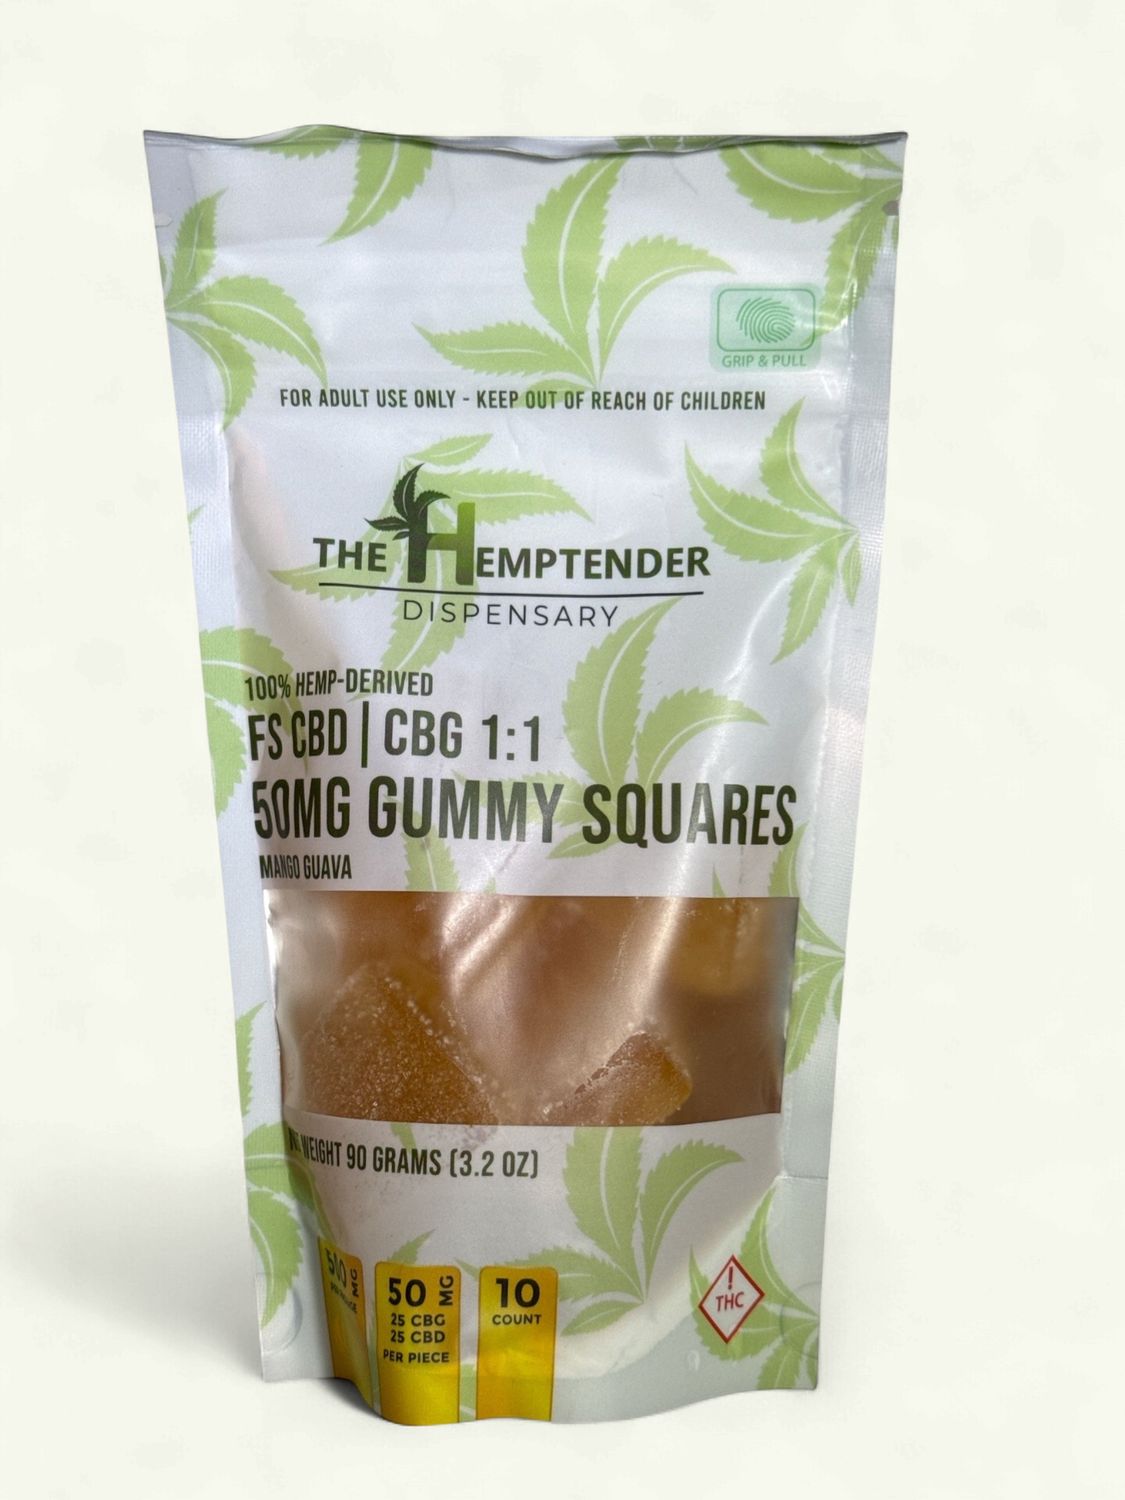 GRIP & PULL
FOR ADULT USE ONLY - KEEP OUT OF REACH OF CHILDREN
THE HEMPTENDER
DISPENSARY
100% HEMP-DERIVED
FS CBD | CBG 1:1
50MG GUMMY SQUARES
MANGO GUAVA
WEIGHT 90 GRAMS (3.2 OZ)
500 MG
50 MG
25 CBG
25 CBD
PER PIECE
10
COUNT
!
THC